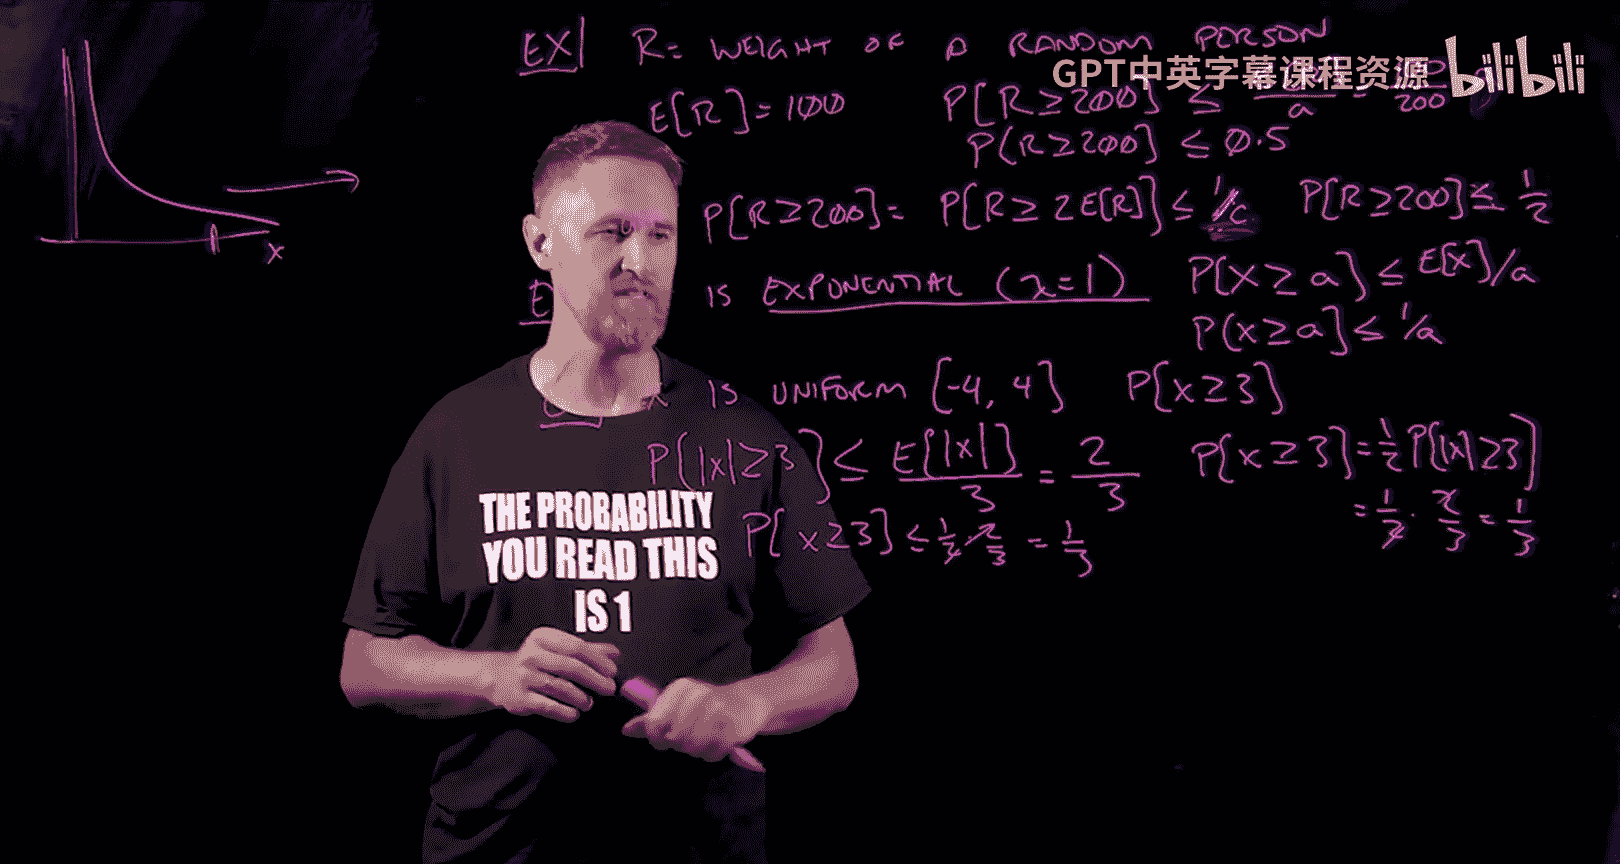 EX| R = WEIGHT OF A RANDOM PERSON
GPT中英字幕课程资源 bilibili
E[R] = 100 P[R ≥ 200] ≤ — a 200
P[R ≥ 200] ≤ 0.5
P[R ≥ 200] = P[R ≥ 2E[R]] ≤ 1/c P[R ≥ 200] ≤ 1/2
IS EXPONENTIAL (λ=1) P[X ≥ a] ≤ E[X]/a
P[X ≥ a] ≤ 1/a
x
IS UNIFORM [-4, 4] P[X ≥ 3]
P[|X| ≥ 3] ≤ E[|X|]/3 = 2/3 P[X ≥ 3] = 1/2 P[|X| ≥ 3]
= 1/2 · 2/3 = 1/3
P[X ≥ 3] ≤ 1/2 · 2/3 = 1/3
THE PROBABILITY
YOU READ THIS
IS 1